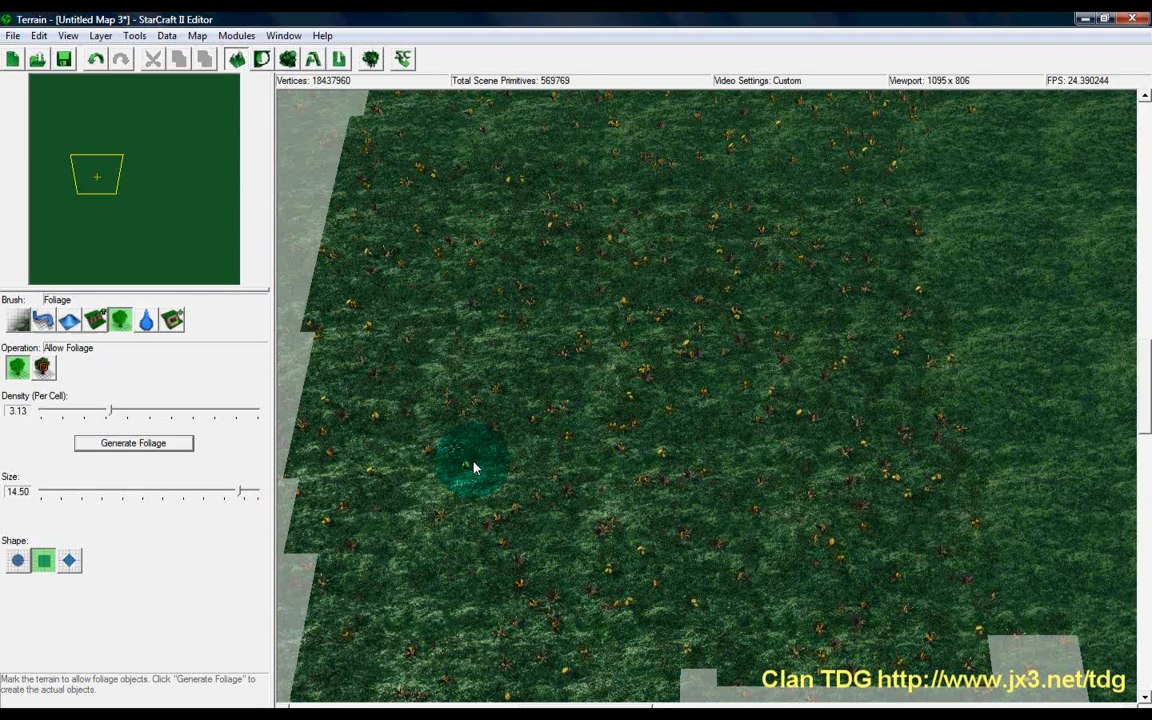 Terrain - [Untitled Map 3*] - StarCraft II Editor
File Edit View Layer Tools Data Map Modules Window Help
Vertices: 18437960 Total Scene Primitives: 569769 Video Settings: Custom Viewport: 1095 x 806 FPS: 24.390244
Brush: Foliage
Operation: Allow Foliage
Density (Per Cell):
3.13
Generate Foliage
Size:
14.50
Shape:
Mark the terrain to allow foliage objects. Click "Generate Foliage" to
create the actual objects.
Clan TDG http://www.jx3.net/tdg